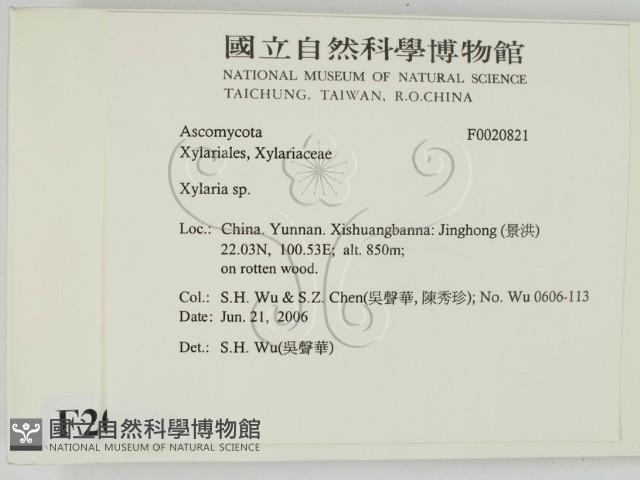 國立自然科學博物館
NATIONAL MUSEUM OF NATURAL SCIENCE
TAICHUNG, TAIWAN, R.O.CHINA
Ascomycota F0020821
Xylariales, Xylariaceae
Xylaria sp.
Loc.: China. Yunnan. Xishuangbanna: Jinghong (景洪)
22.03N, 100.53E; alt. 850m;
on rotten wood.
Col.: S.H. Wu & S.Z. Chen(吳聲華, 陳秀珍); No. Wu 0606-113
Date: Jun. 21, 2006
Det.: S.H. Wu(吳聲華)
國立自然科學博物館
NATIONAL MUSEUM OF NATURAL SCIENCE